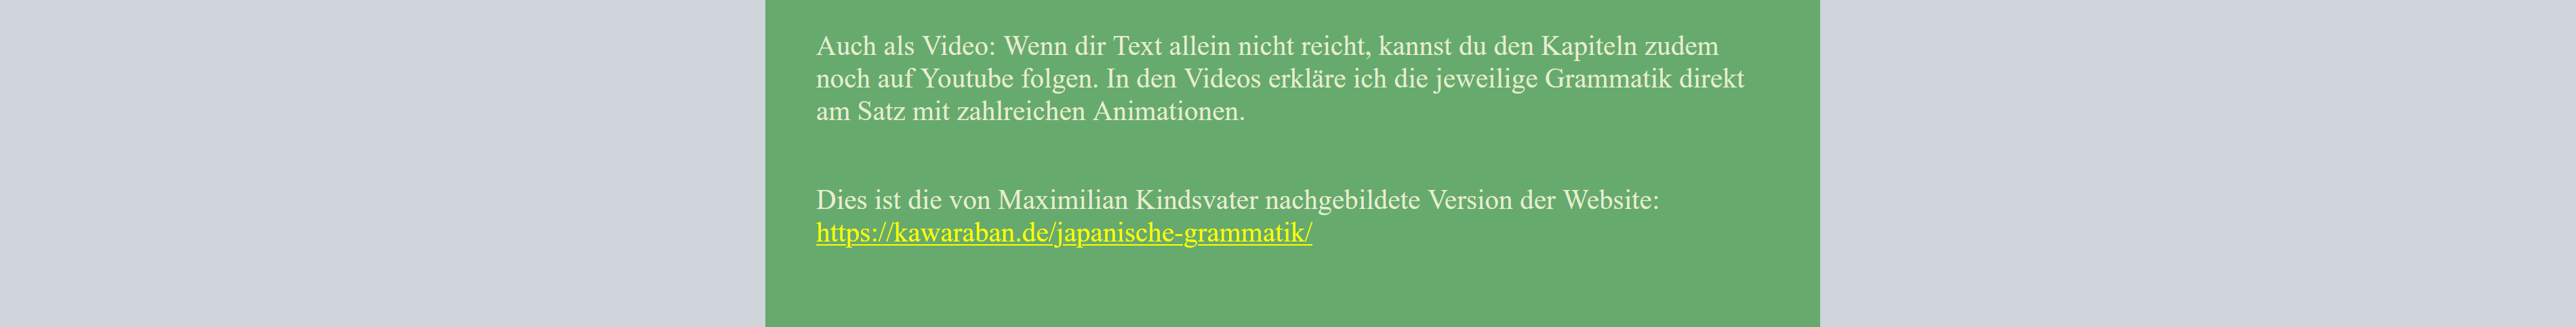 Auch als Video: Wenn dir Text allein nicht reicht, kannst du den Kapiteln zudem
noch auf Youtube folgen. In den Videos erkläre ich die jeweilige Grammatik direkt
am Satz mit zahlreichen Animationen.
Dies ist die von Maximilian Kindsvater nachgebildete Version der Website:
https://kawaraban.de/japanische-grammatik/